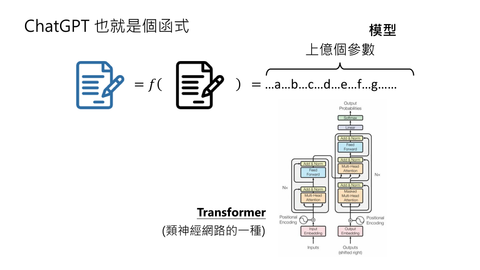 ChatGPT 也就是個函式
模型
上億個參數
= f( ) = …a…b…c…d…e…f…g……
Output
Probabilities
Softmax
Linear
Add & Norm
Feed
Forward
Add & Norm
Multi-Head
Attention
Add & Norm
Feed
Forward
N×
Add & Norm
Masked
Multi-Head
Attention
N×
Add & Norm
Multi-Head
Attention
Positional
Encoding
Positional
Encoding
Input
Embedding
Output
Embedding
Inputs
Outputs
(shifted right)
Transformer
(類神經網路的一種)